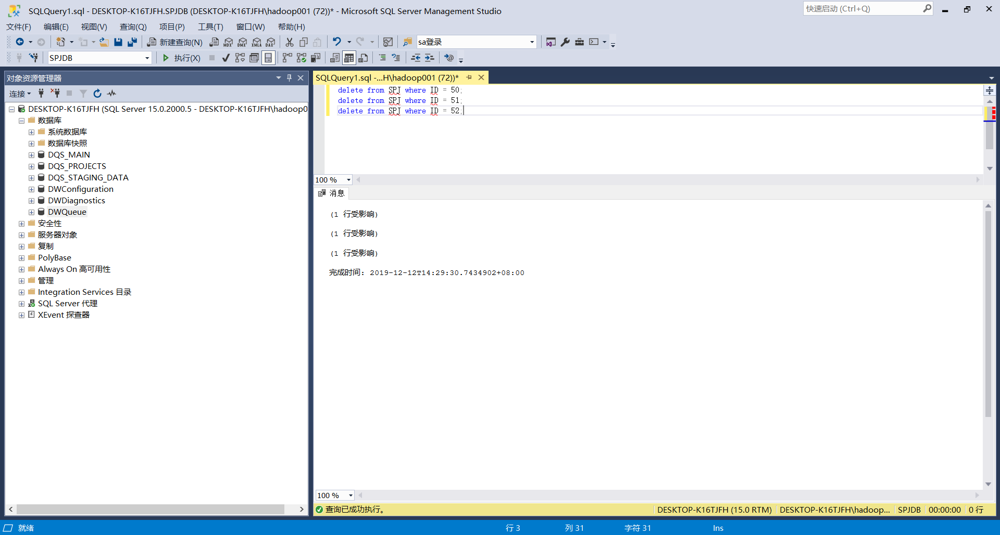 SQLQuery1.sql - DESKTOP-K16TJFH.SPJDB (DESKTOP-K16TJFH\hadoop001 (72))* - Microsoft SQL Server Management Studio
快速启动 (Ctrl+Q)
文件(F) 编辑(E) 视图(V) 查询(Q) 项目(P) 工具(T) 窗口(W) 帮助(H)
新建查询(N) MDX DMX XMLA DAX sa登录
SPJDB 执行(X)
对象资源管理器
连接
DESKTOP-K16TJFH (SQL Server 15.0.2000.5 - DESKTOP-K16TJFH\hadoop0
数据库
系统数据库
数据库快照
DQS_MAIN
DQS_PROJECTS
DQS_STAGING_DATA
DWConfiguration
DWDiagnostics
DWQueue
安全性
服务器对象
复制
PolyBase
Always On 高可用性
管理
Integration Services 目录
SQL Server 代理
XEvent 探查器
SQLQuery1.sql -...H\hadoop001 (72))*
delete from SPJ where ID = 50;
delete from SPJ where ID = 51;
delete from SPJ where ID = 52;
100 %
消息
(1 行受影响)
(1 行受影响)
(1 行受影响)
完成时间: 2019-12-12T14:29:30.7434902+08:00
100 %
查询已成功执行。 DESKTOP-K16TJFH (15.0 RTM) DESKTOP-K16TJFH\hadoop... SPJDB 00:00:00 0 行
就绪 行 3 列 31 字符 31 Ins